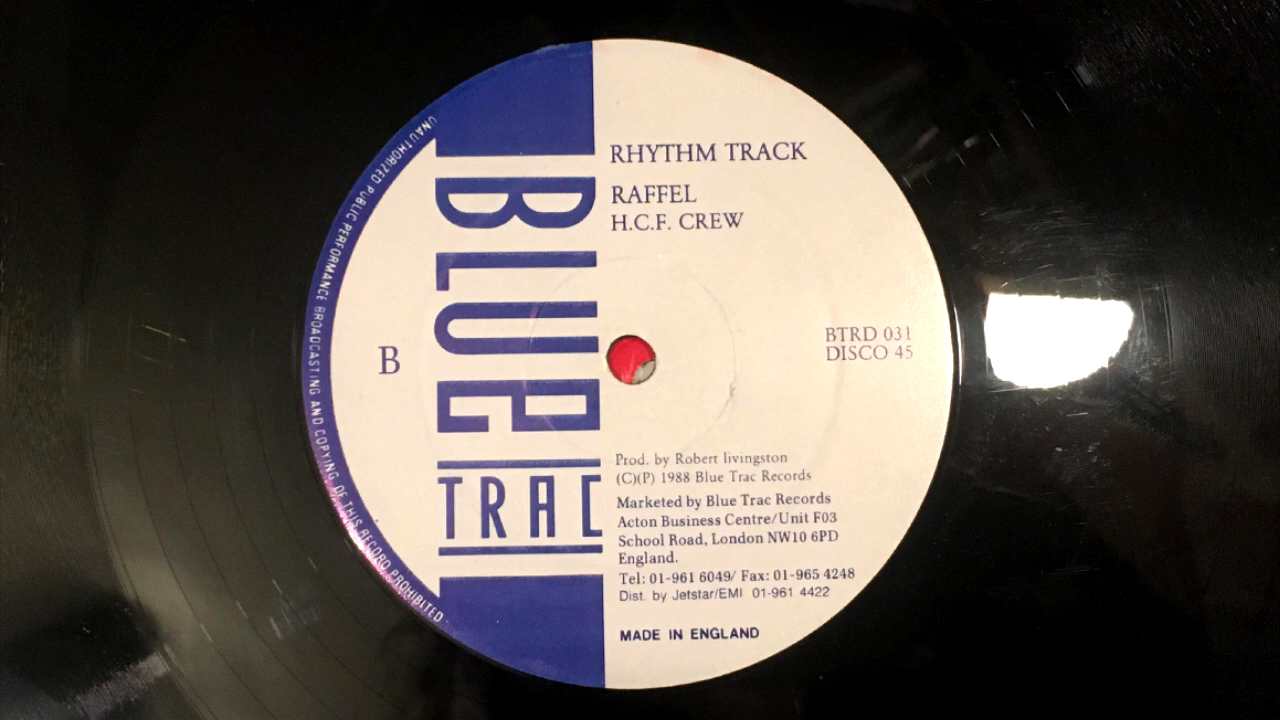 RHYTHM TRACK
RAFFEL
H.C.F. CREW
BLUE
TRAC
B
BTRD 031
DISCO 45
Prod. by Robert livingston
(C)(P) 1988 Blue Trac Records
Marketed by Blue Trac Records
Acton Business Centre/Unit F03
School Road, London NW10 6PD
England.
Tel: 01-961 6049/ Fax: 01-965 4248
Dist. by Jetstar/EMI 01-961 4422
MADE IN ENGLAND
UNAUTHORIZED PUBLIC PERFORMANCE BROADCASTING AND COPYING OF THIS RECORD PROHIBITED